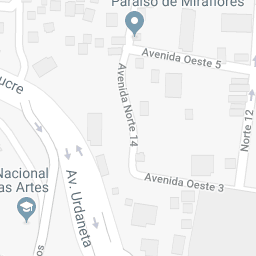 Paraíso de Miraflores
Avenida Oeste 5
Avenida Norte 14
Norte 12
ucre
Nacional
as Artes
Av. Urdaneta
Avenida Oeste 3
os